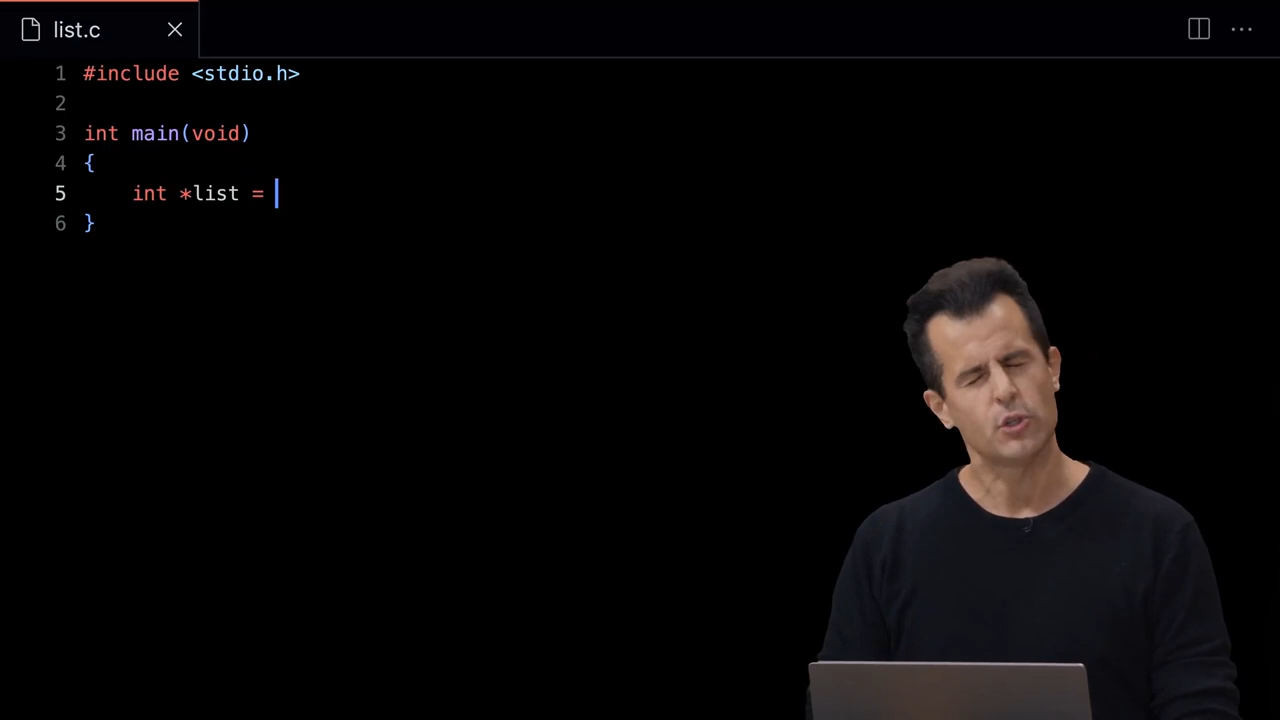 list.c
1 #include <stdio.h>
2
3 int main(void)
4 {
5     int *list =
6 }